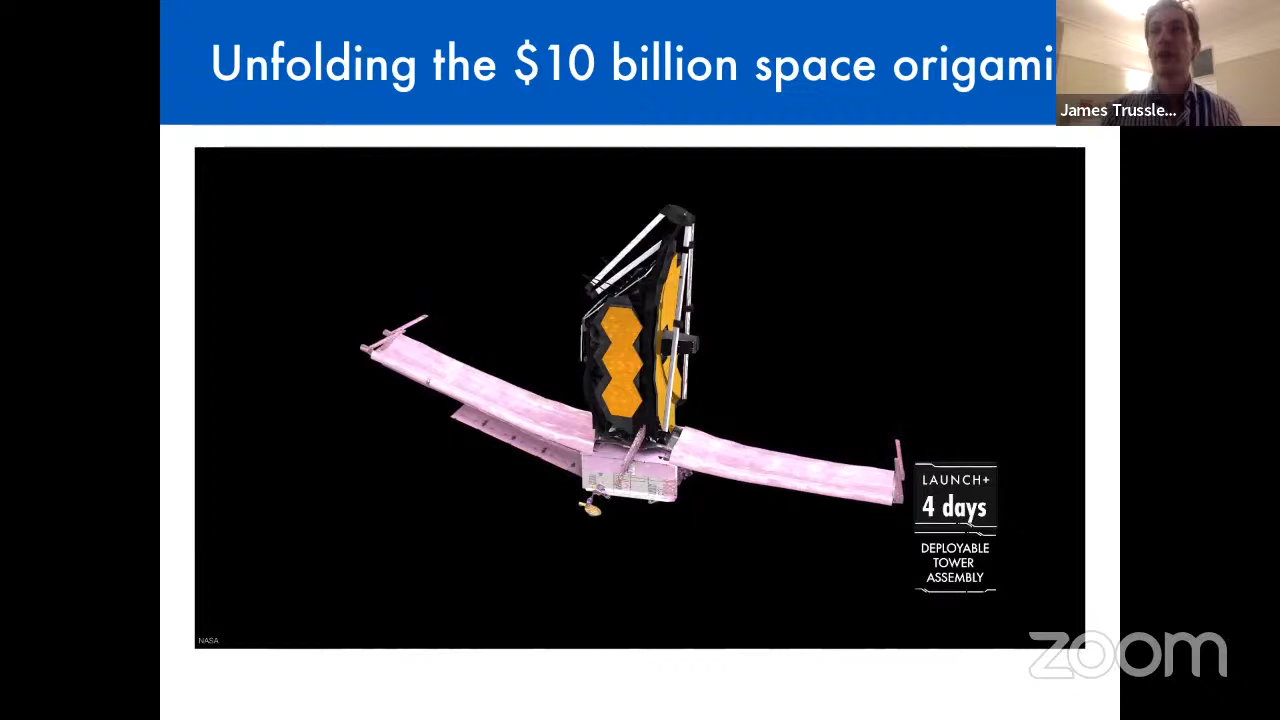 Unfolding the $10 billion space origami
James Trussle...
LAUNCH+
4 days
DEPLOYABLE
TOWER
ASSEMBLY
NASA
zoom